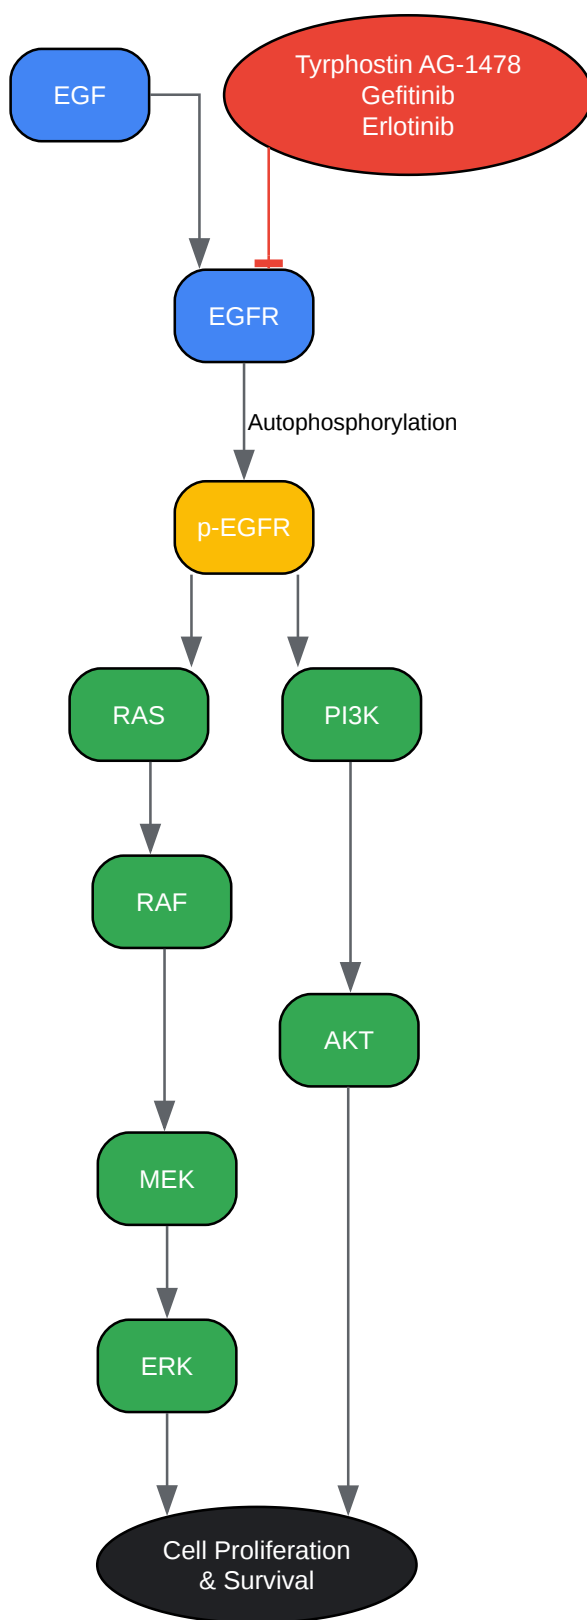 EGF
Tyrphostin AG-1478
Gefitinib
Erlotinib
EGFR
Autophosphorylation
p-EGFR
RAS
PI3K
RAF
AKT
MEK
ERK
Cell Proliferation
& Survival